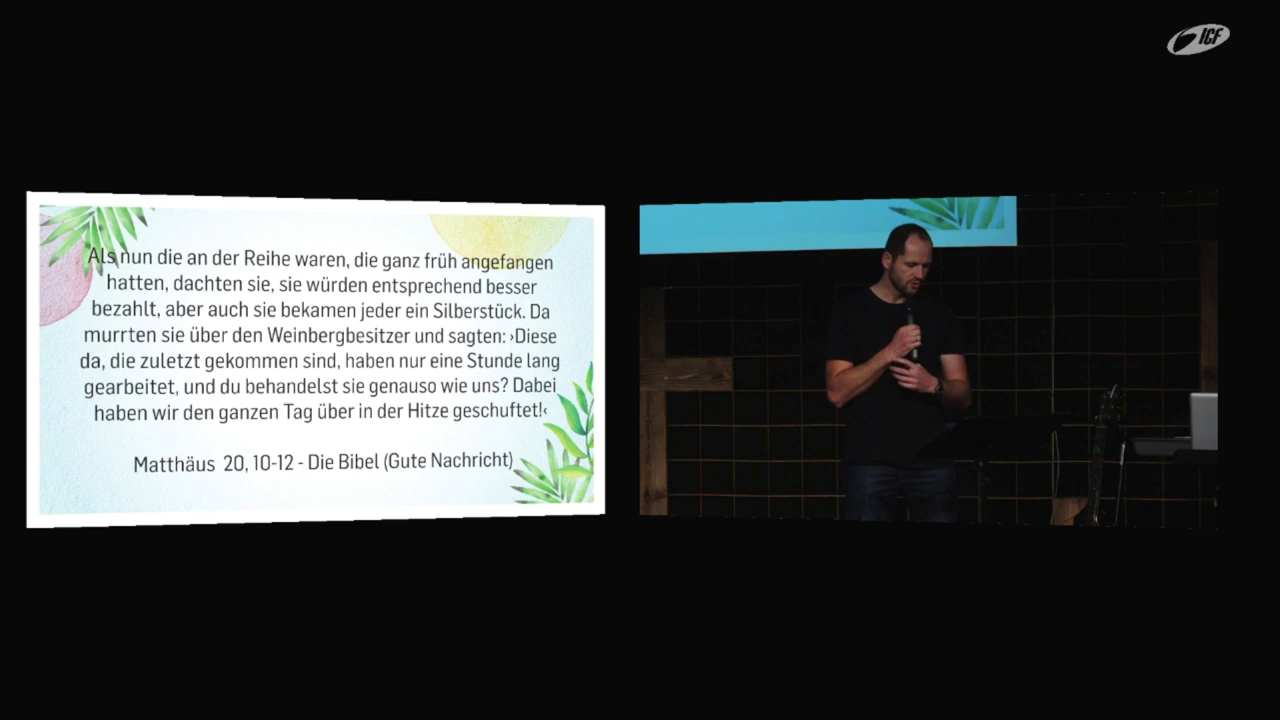 ICF
Als nun die an der Reihe waren, die ganz früh angefangen
hatten, dachten sie, sie würden entsprechend besser
bezahlt, aber auch sie bekamen jeder ein Silberstück. Da
murrten sie über den Weinbergbesitzer und sagten: ›Diese
da, die zuletzt gekommen sind, haben nur eine Stunde lang
gearbeitet, und du behandelst sie genauso wie uns? Dabei
haben wir den ganzen Tag über in der Hitze geschuftet!‹
Matthäus 20, 10-12 - Die Bibel (Gute Nachricht)